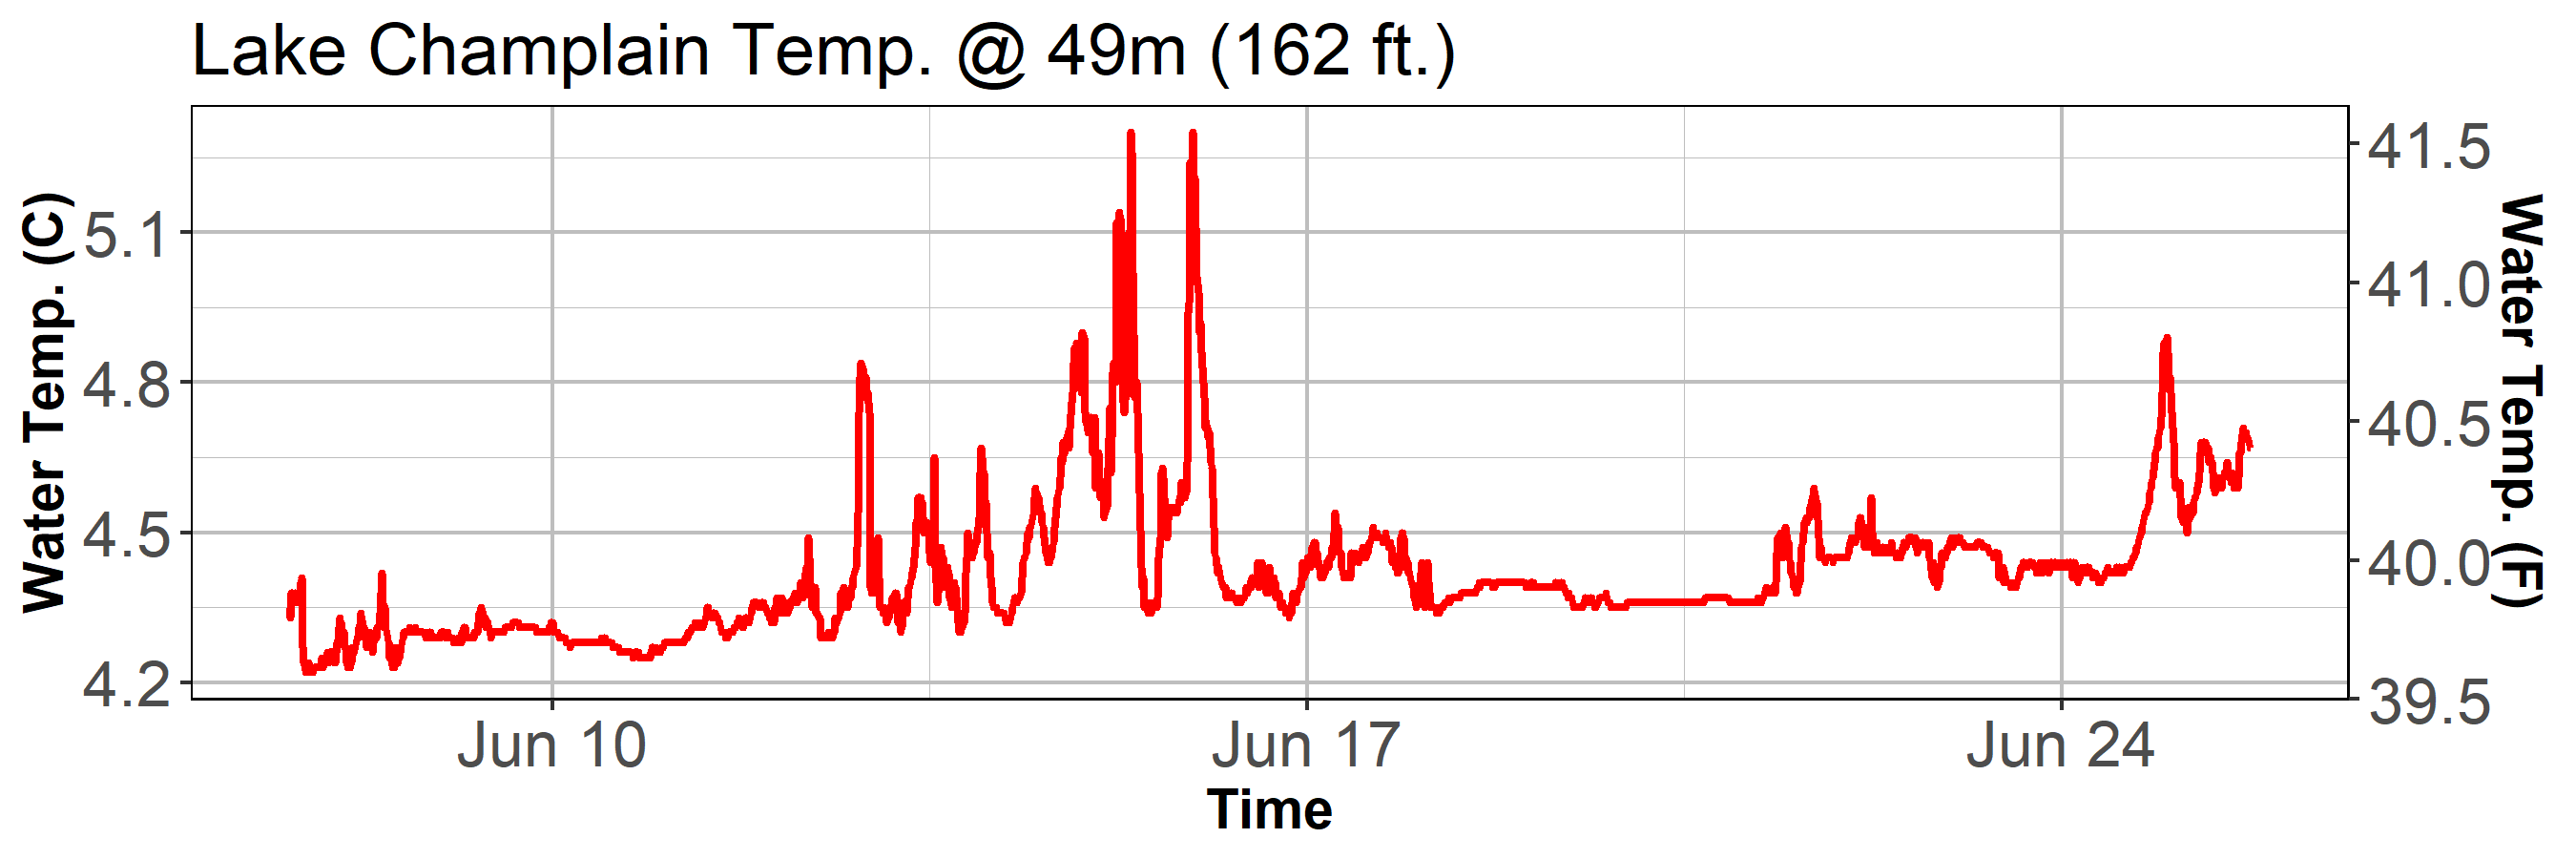 Lake Champlain Temp. @ 49m (162 ft.)
Water Temp. (C)
5.1
4.8
4.5
4.2
41.5
41.0
40.5
40.0
39.5
Water Temp. (F)
Jun 10
Jun 17
Jun 24
Time